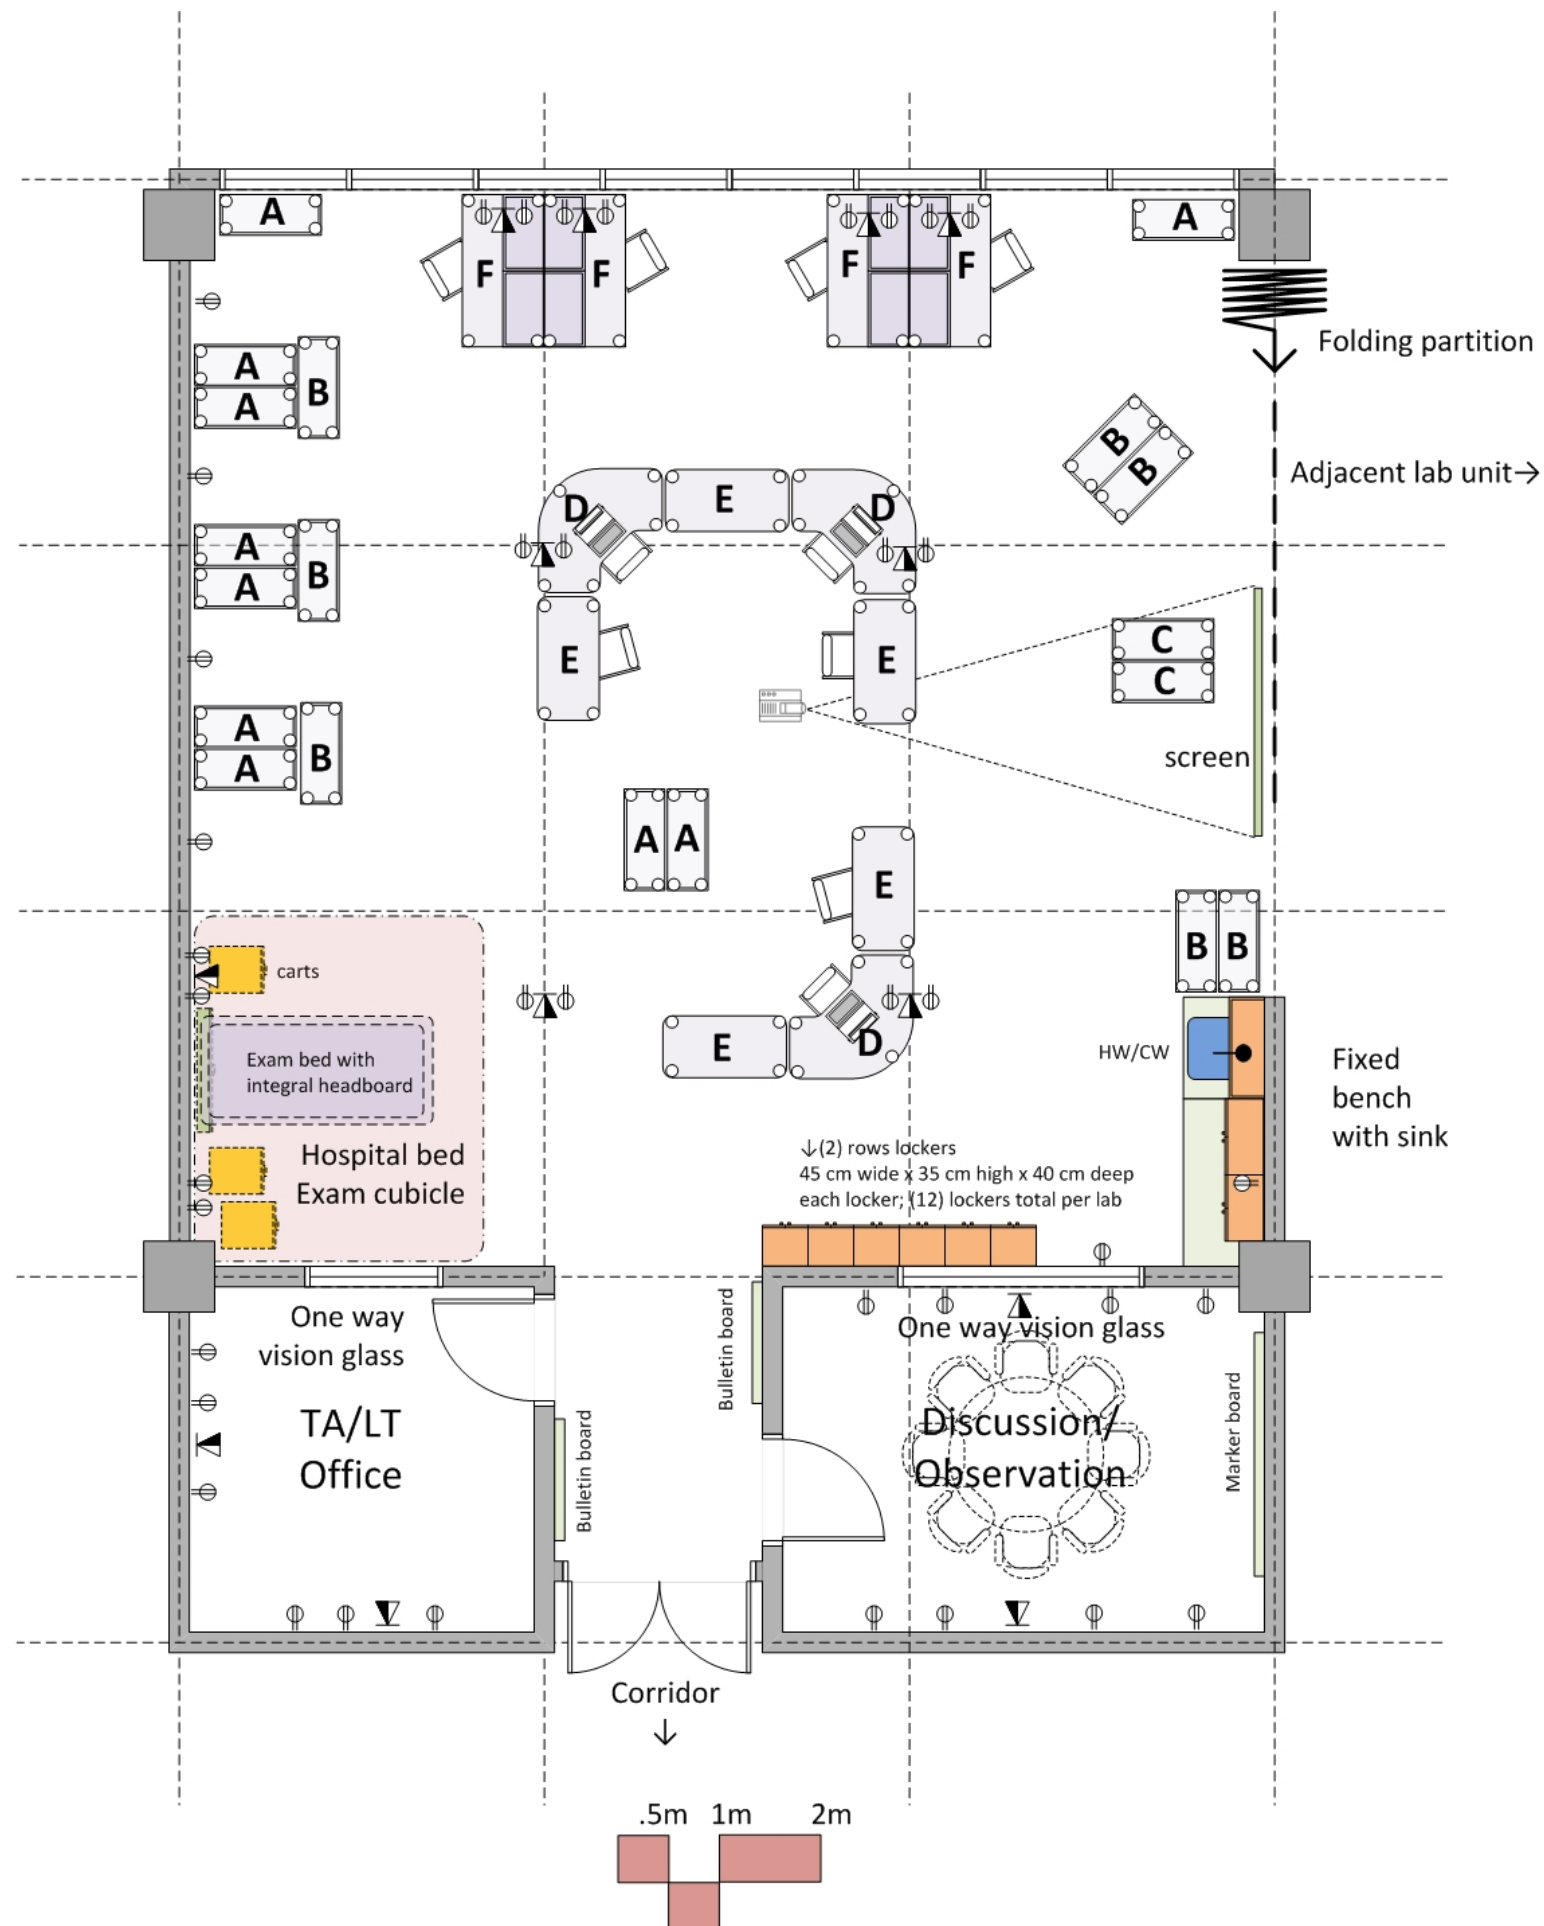 A
F
F
F
F
A
Folding partition
A
A
B
B
B
Adjacent lab unit→
D
E
D
A
A
B
E
E
C
C
A
A
B
screen
A
A
E
B
B
carts
D
E
Exam bed with
integral headboard
HW/CW
Fixed
bench
with sink
Hospital bed
Exam cubicle
↓(2) rows lockers
45 cm wide x 35 cm high x 40 cm deep
each locker; (12) lockers total per lab
One way
vision glass
Bulletin board
One way vision glass
TA/LT
Office
Bulletin board
Discussion/
Observation
Marker board
Corridor
↓
.5m 1m 2m